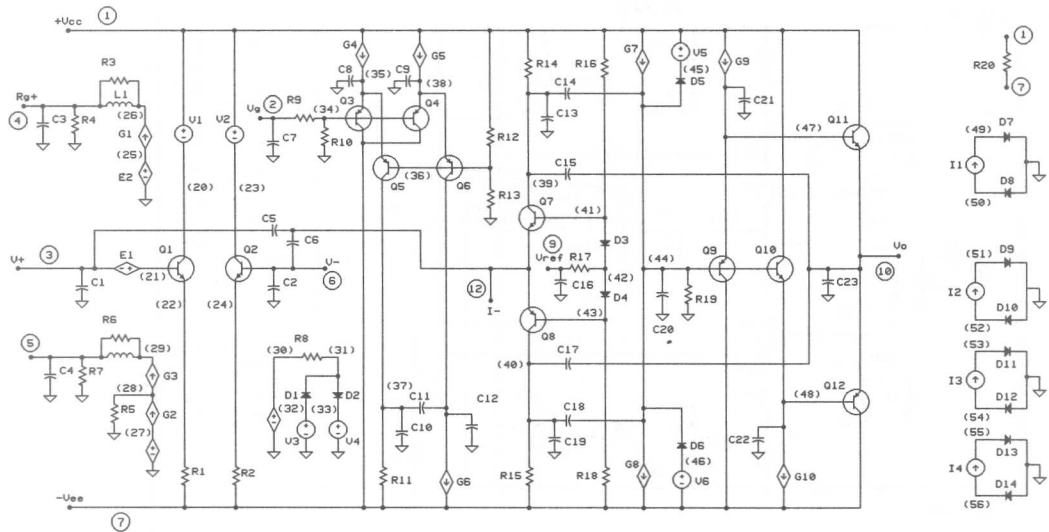 +Vcc
1
G4
G5
G7
V5
G9
1
R20
7
R3
C8
(35)
C9
(38)
R14
C14
R16
(45)
D5
L1
(26)
Rg+
4
C3
R4
G1
(25)
E2
V1
V2
Vg
2
R9
(34)
Q3
Q4
C7
R10
R12
C13
C21
(47)
Q11
(49)
D7
I1
D8
(50)
(20)
(23)
Q5
(36)
Q6
R13
(39)
C15
Q7
(41)
V+
3
C5
C6
E1
(21)
Q1
Q2
V-
6
C1
(22)
(24)
C2
9
Vref
R17
C16
D3
(42)
D4
(44)
Q9
Q10
R19
C20
C23
Vo
10
12
I-
(43)
Q8
(51)
D9
I2
D10
(52)
5
R6
(29)
C4
R7
G3
(28)
R5
G2
(27)
(30)
R8
(31)
D1
D2
(32)
(33)
V3
V4
(37)
C11
C10
C12
(40)
C17
C18
C19
D6
(46)
V6
(48)
Q12
C22
(53)
D11
I3
D12
(54)
(55)
D13
I4
D14
(56)
R1
R2
R11
G6
R15
R18
G8
G10
-Vee
7